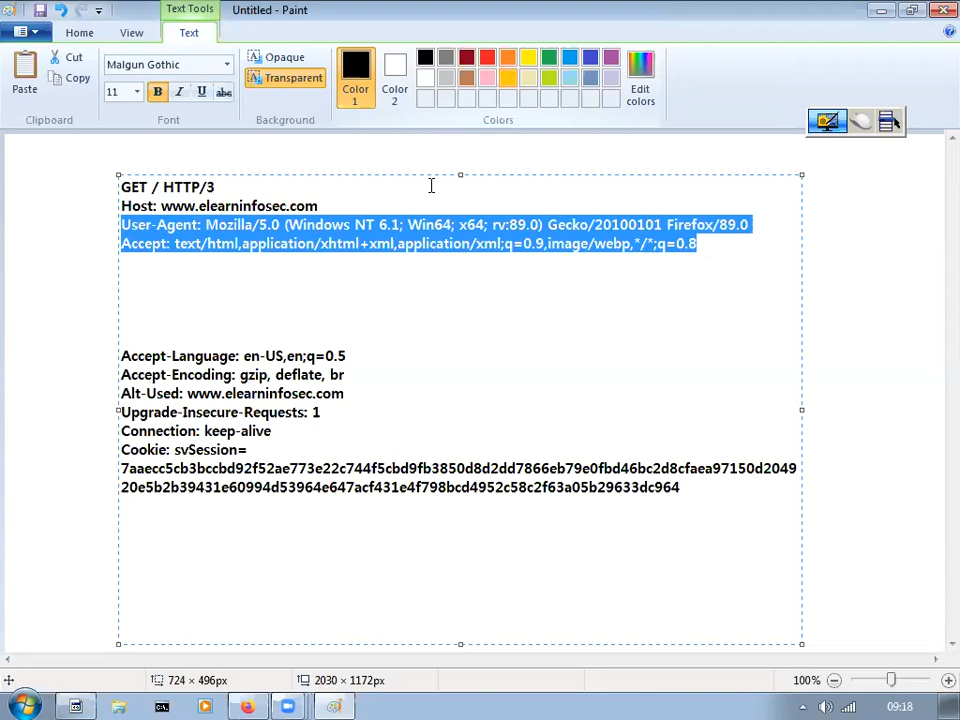 Text Tools
Untitled - Paint
Home
View
Text
Paste
Cut
Copy
Clipboard
Malgun Gothic
11
B
I
U
abc
Font
Opaque
Transparent
Background
Color
1
Color
2
Edit
colors
Colors
GET / HTTP/3
Host: www.elearninfosec.com
User-Agent: Mozilla/5.0 (Windows NT 6.1; Win64; x64; rv:89.0) Gecko/20100101 Firefox/89.0
Accept: text/html,application/xhtml+xml,application/xml;q=0.9,image/webp,*/*;q=0.8
Accept-Language: en-US,en;q=0.5
Accept-Encoding: gzip, deflate, br
Alt-Used: www.elearninfosec.com
Upgrade-Insecure-Requests: 1
Connection: keep-alive
Cookie: svSession=
7aaecc5cb3bccbd92f52ae773e22c744f5cbd9fb3850d8d2dd7866eb79e0fbd46bc2d8cfaea97150d2049
20e5b2b39431e60994d53964e647acf431e4f798bcd4952c58c2f63a05b29633dc964
724 × 496px
2030 × 1172px
100%
09:18